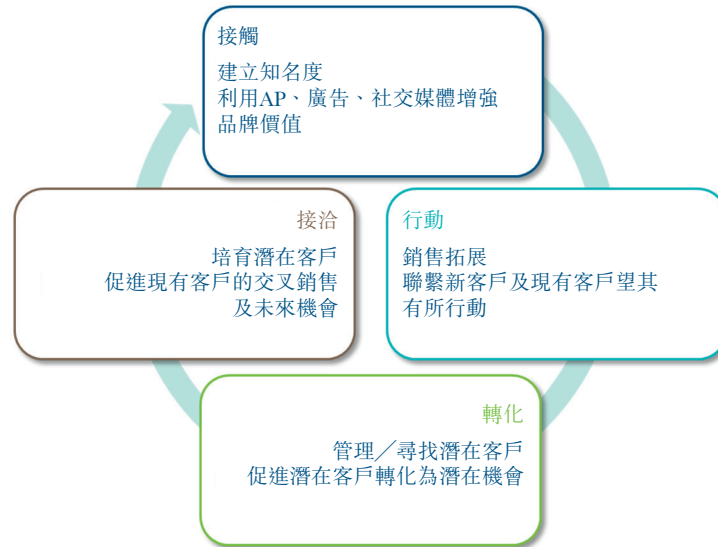 接觸
建立知名度
利用AP、廣告、社交媒體增強
品牌價值
接洽
培育潛在客戶
促進現有客戶的交叉銷售
及未來機會
行動
銷售拓展
聯繫新客戶及現有客戶望其
有所行動
轉化
管理／尋找潛在客戶
促進潛在客戶轉化為潛在機會